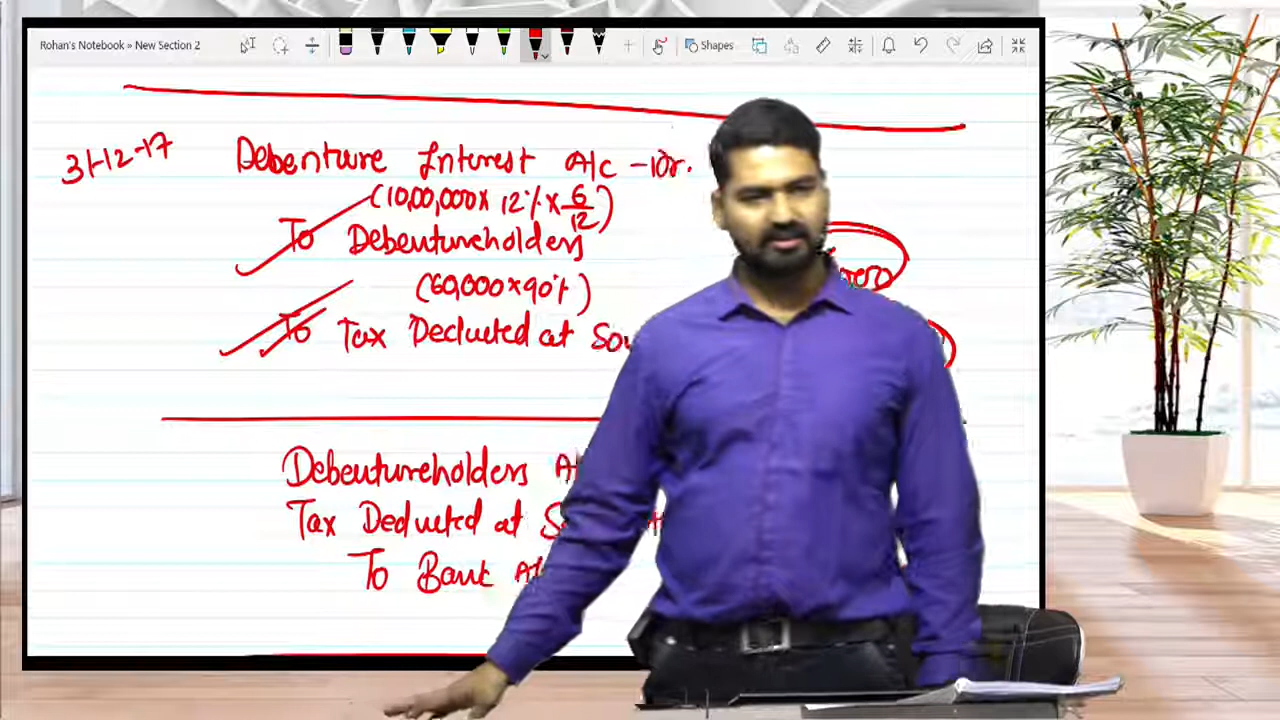 Rohan's Notebook » New Section 2
Shapes
31-12-17 Debenture Interest A/c -Dr.
(10,00,000 x 12% x 6/12)
To Debentureholders
(60,000 x 90%)
To Tax Deducted at
Debentureholders
Tax Deducted at
To Bank